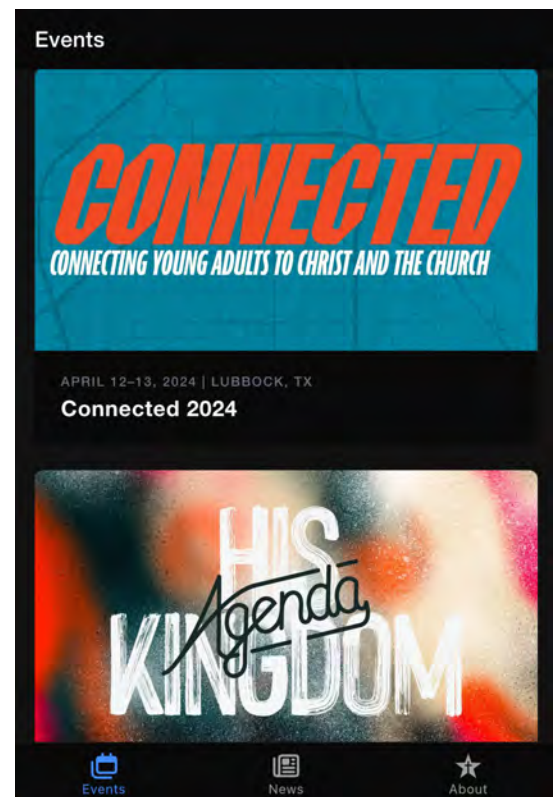 Events
CONNECTED
CONNECTING YOUNG ADULTS TO CHRIST AND THE CHURCH
APRIL 12–13, 2024 | LUBBOCK, TX
Connected 2024
HIS
Agenda
KINGDOM
Events
News
About